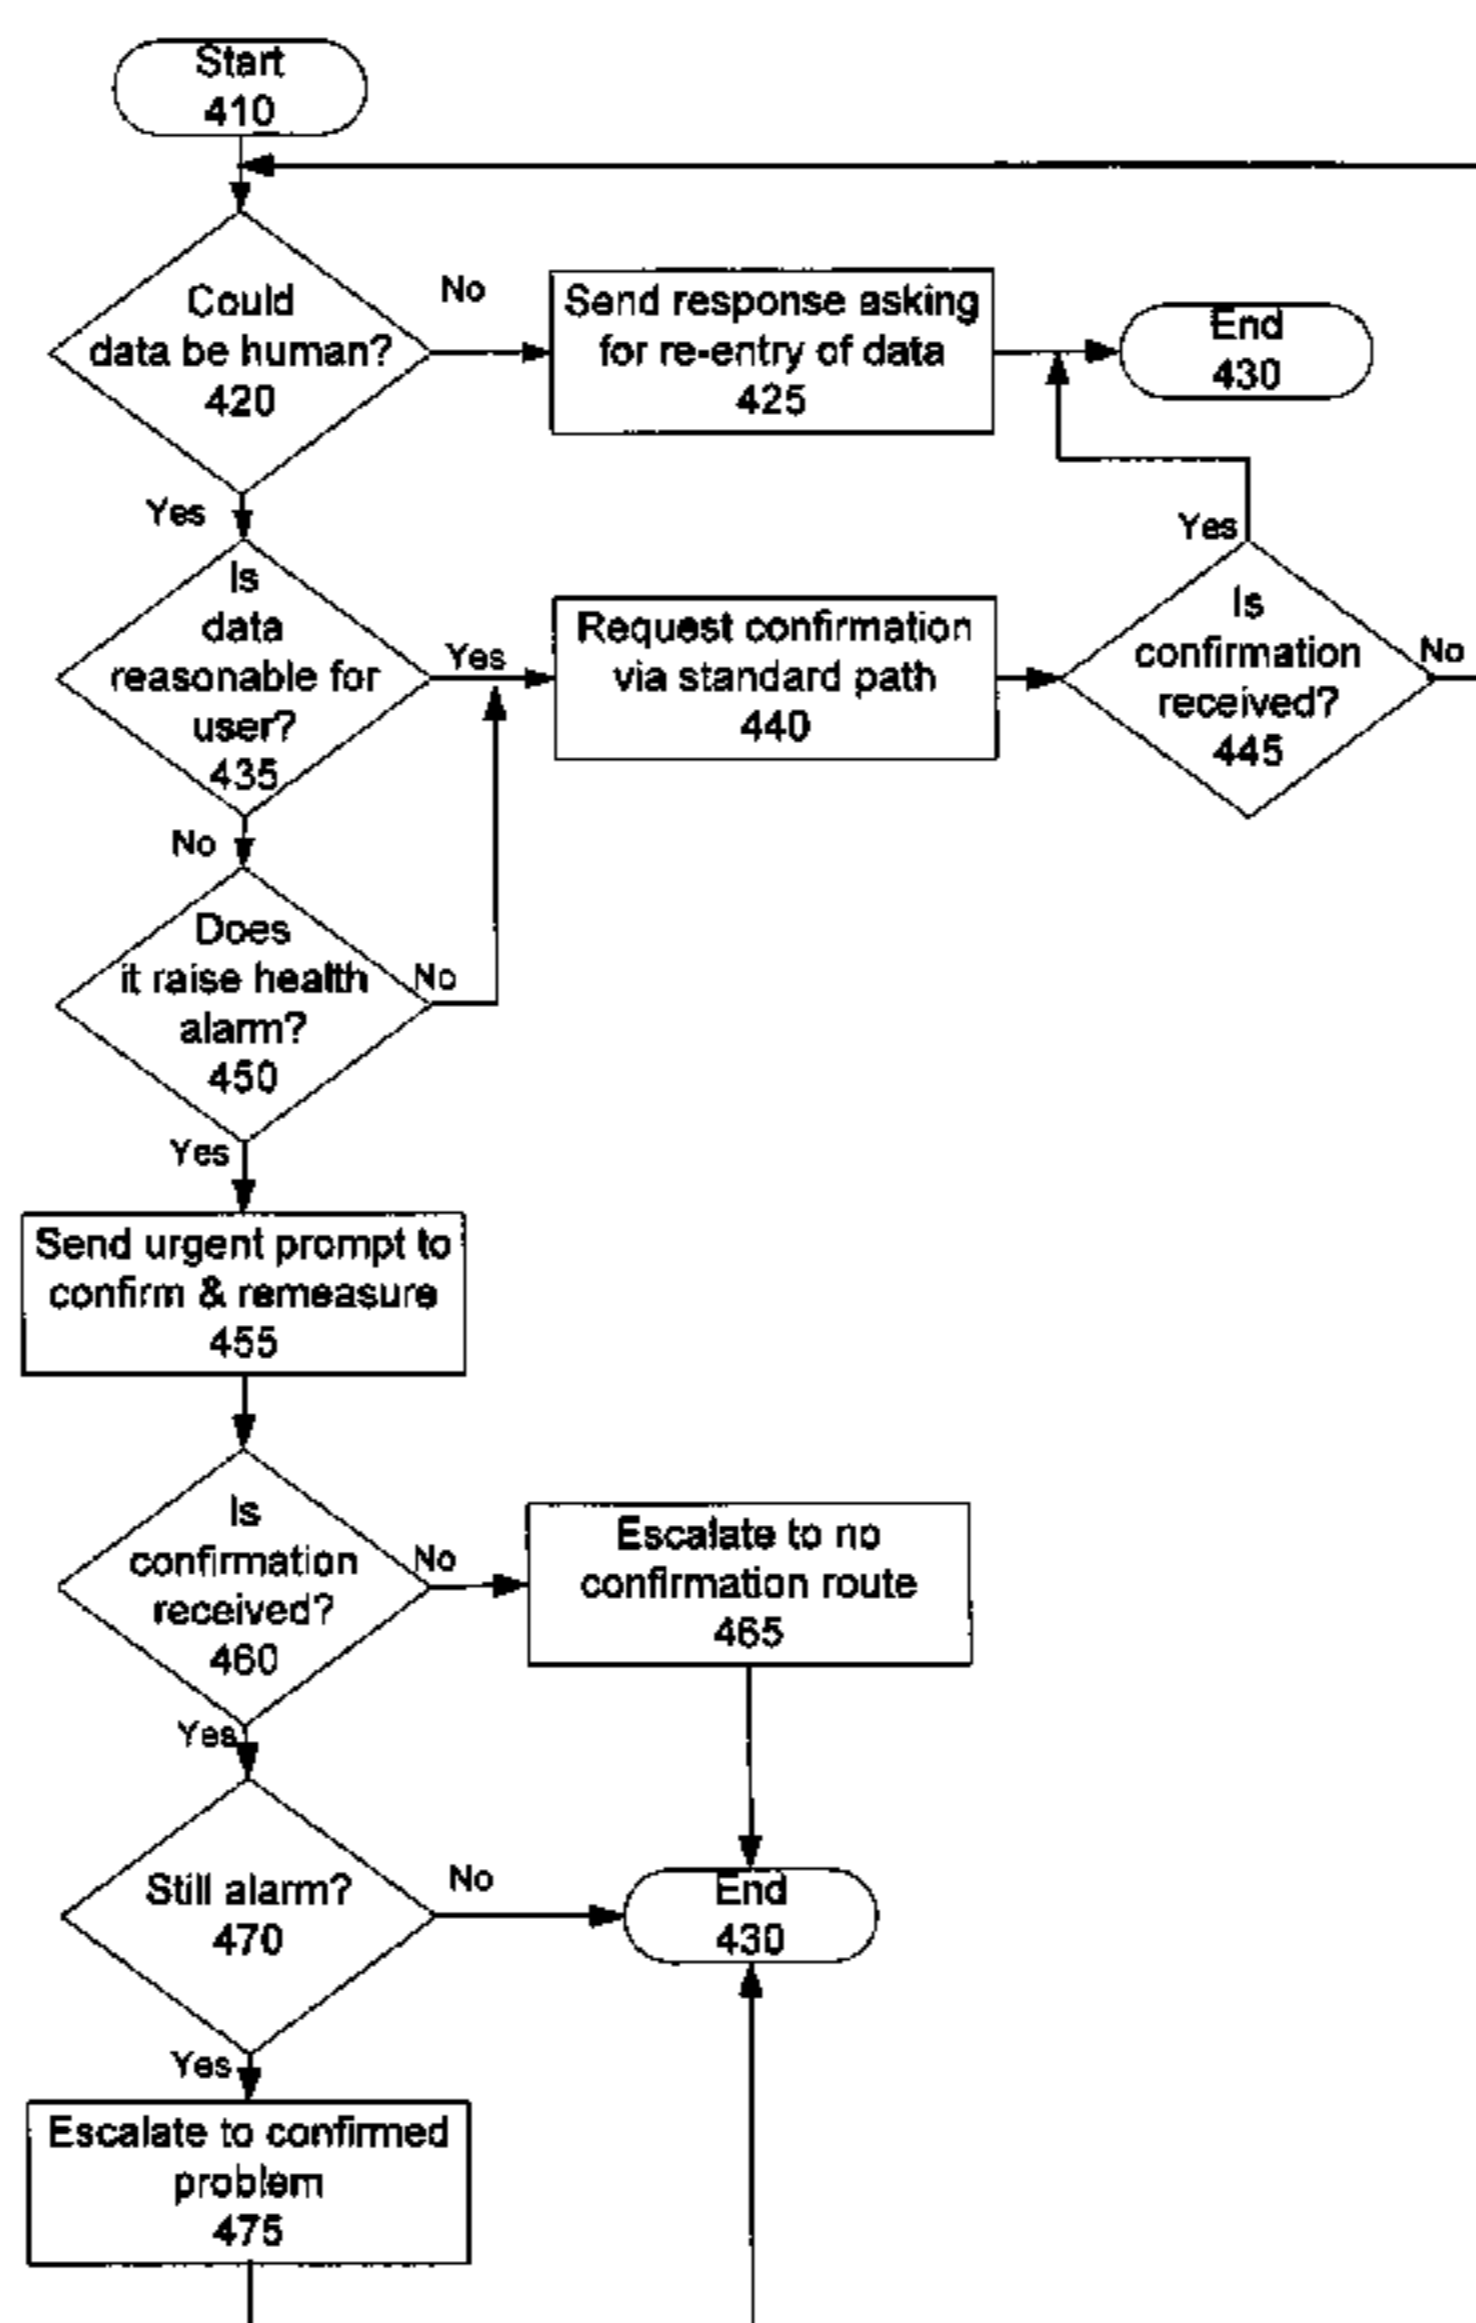 Start
410
Could
data be human?
420
No
Send response asking
for re-entry of data
425
End
430
Yes
Is
data
reasonable for
user?
435
Yes
Request confirmation
via standard path
440
Yes
Is
confirmation
received?
445
No
No
Does
it raise health
alarm?
450
No
Yes
Send urgent prompt to
confirm & remeasure
455
Is
confirmation
received?
460
No
Escalate to no
confirmation route
465
Yes
Still alarm?
470
No
End
430
Yes
Escalate to confirmed
problem
475